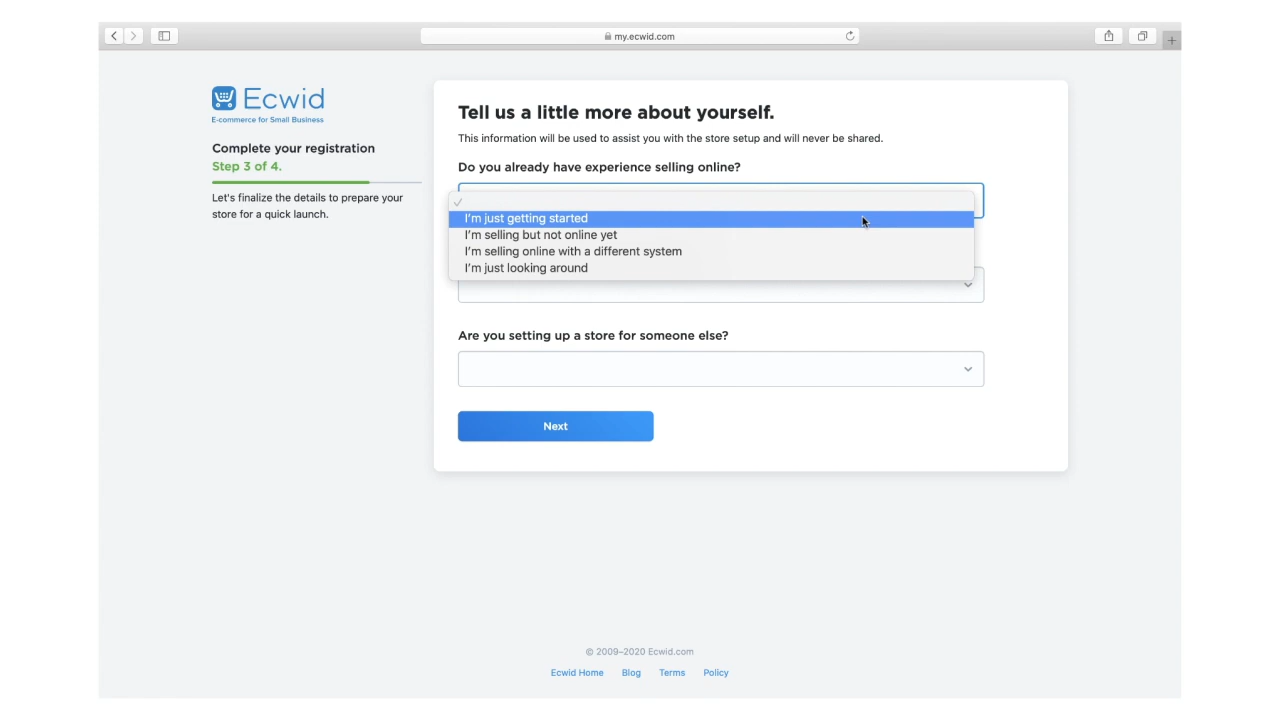 my.ecwid.com
Ecwid
E-commerce for Small Business
Complete your registration
Step 3 of 4.
Let's finalize the details to prepare your
store for a quick launch.
Tell us a little more about yourself.
This information will be used to assist you with the store setup and will never be shared.
Do you already have experience selling online?
I'm just getting started
I'm selling but not online yet
I'm selling online with a different system
I'm just looking around
Are you setting up a store for someone else?
Next
© 2009–2020 Ecwid.com
Ecwid Home Blog Terms Policy